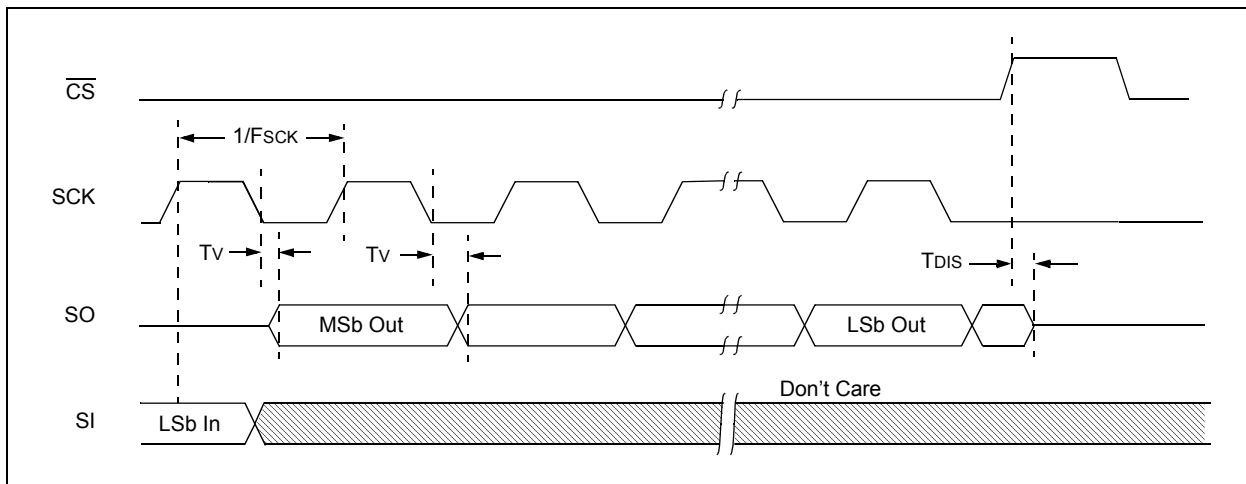 CS
1/FSCK
SCK
TV
TV
TDIS
SO
MSb Out
LSb Out
Don't Care
SI
LSb In